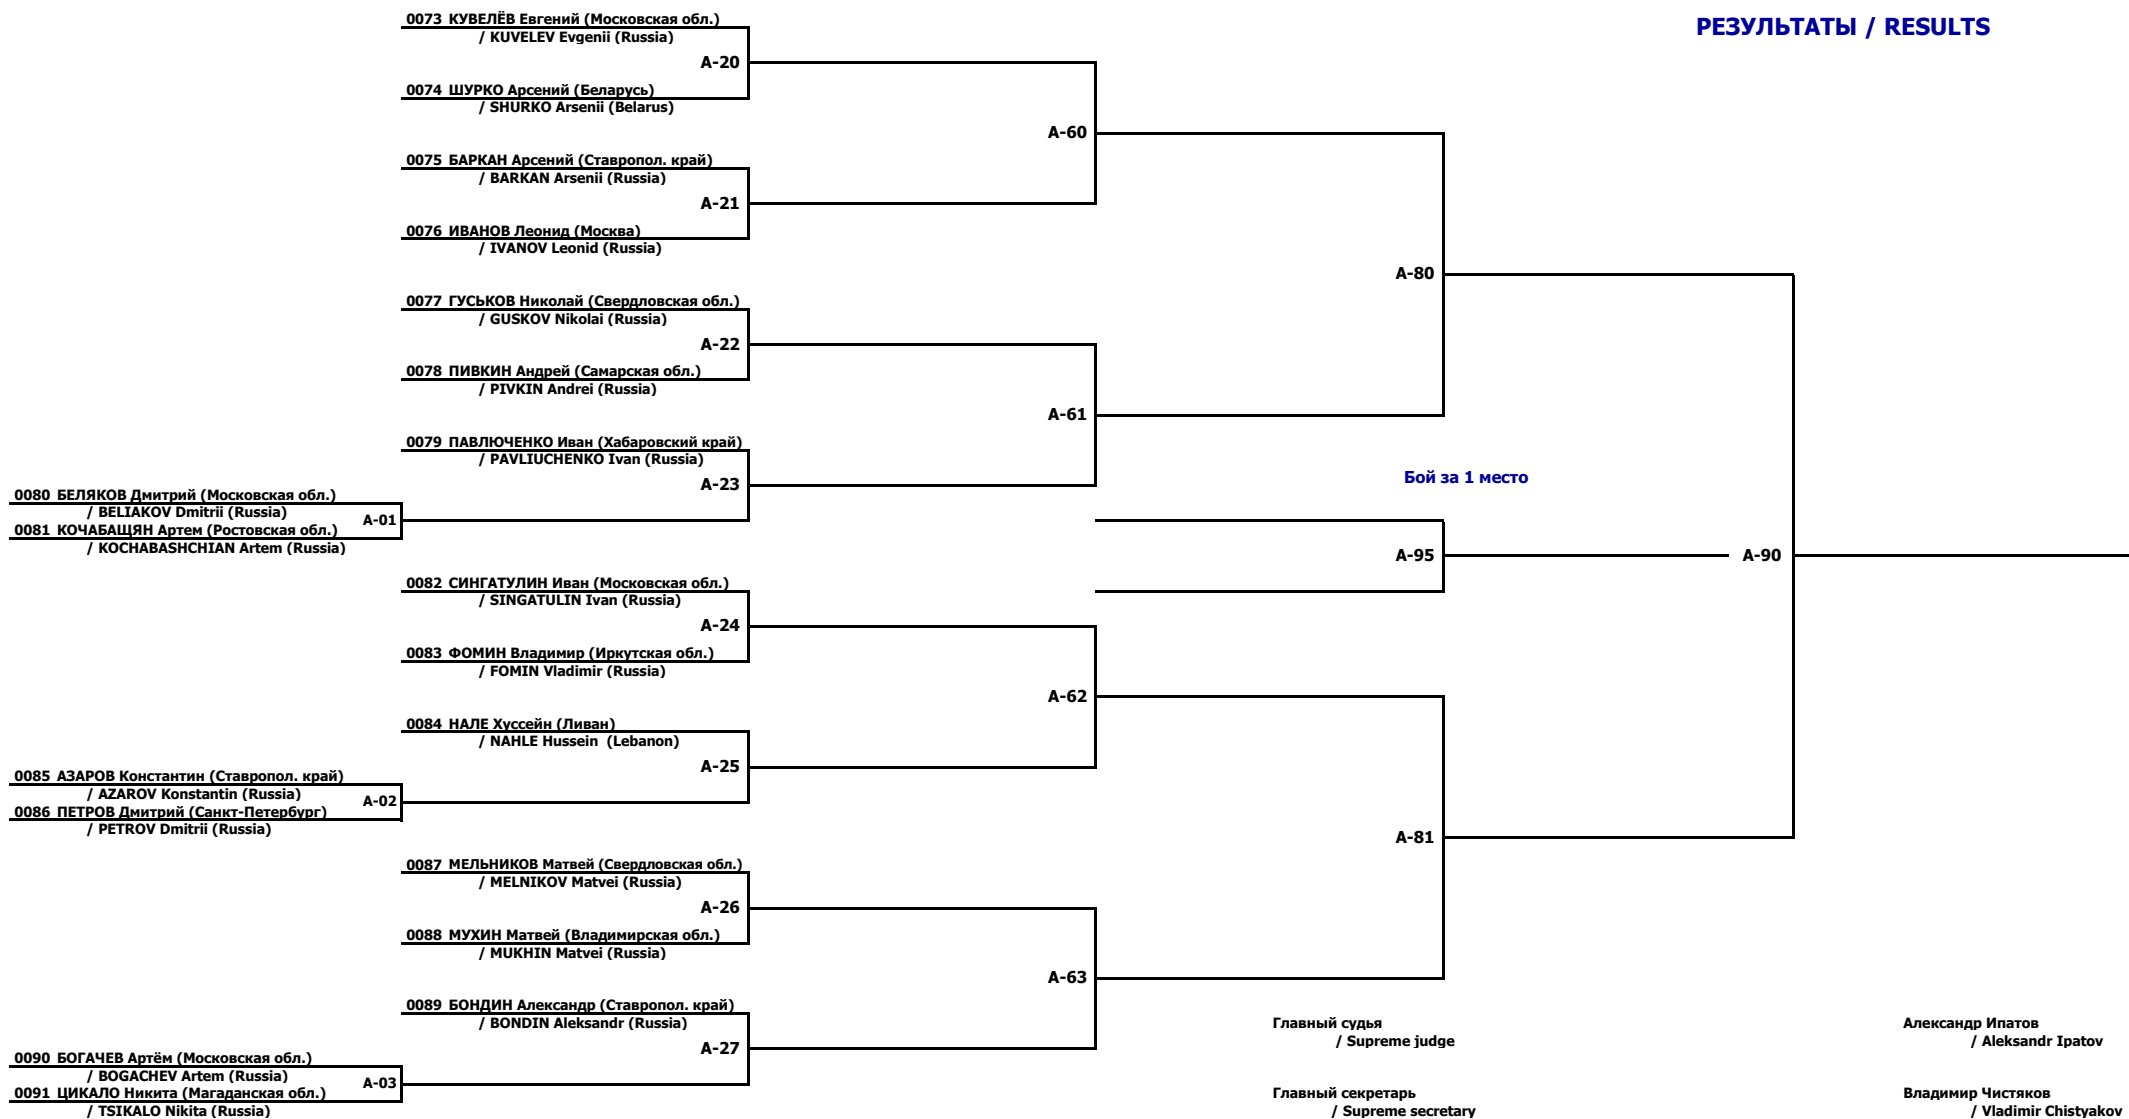 РЕЗУЛЬТАТЫ / RESULTS
0073 КУВЕЛЁВ Евгений (Московская обл.)
/ KUVELEV Evgenii (Russia)
A-20
0074 ШУРКО Арсений (Беларусь)
/ SHURKO Arsenii (Belarus)
A-60
0075 БАРКАН Арсений (Ставропол. край)
/ BARKAN Arsenii (Russia)
A-21
0076 ИВАНОВ Леонид (Москва)
/ IVANOV Leonid (Russia)
A-80
0077 ГУСЬКОВ Николай (Свердловская обл.)
/ GUSKOV Nikolai (Russia)
A-22
0078 ПИВКИН Андрей (Самарская обл.)
/ PIVKIN Andrei (Russia)
A-61
0079 ПАВЛЮЧЕНКО Иван (Хабаровский край)
/ PAVLIUCHENKO Ivan (Russia)
A-23
Бой за 1 место
0080 БЕЛЯКОВ Дмитрий (Московская обл.)
/ BELIAKOV Dmitrii (Russia)
A-01
0081 КОЧАБАЩЯН Артем (Ростовская обл.)
/ KOCHABASHCHIAN Artem (Russia)
A-95
A-90
0082 СИНГАТУЛИН Иван (Московская обл.)
/ SINGATULIN Ivan (Russia)
A-24
0083 ФОМИН Владимир (Иркутская обл.)
/ FOMIN Vladimir (Russia)
A-62
0084 НАЛЕ Хуссейн (Ливан)
/ NAHLE Hussein (Lebanon)
A-25
0085 АЗАРОВ Константин (Ставропол. край)
/ AZAROV Konstantin (Russia)
A-02
0086 ПЕТРОВ Дмитрий (Санкт-Петербург)
/ PETROV Dmitrii (Russia)
A-81
0087 МЕЛЬНИКОВ Матвей (Свердловская обл.)
/ MELNIKOV Matvei (Russia)
A-26
0088 МУХИН Матвей (Владимирская обл.)
/ MUKHIN Matvei (Russia)
A-63
0089 БОНДИН Александр (Ставропол. край)
/ BONDIN Aleksandr (Russia)
A-27
0090 БОГАЧЕВ Артём (Московская обл.)
/ BOGACHEV Artem (Russia)
A-03
0091 ЦИКАЛО Никита (Магаданская обл.)
/ TSIKALO Nikita (Russia)
Главный судья
/ Supreme judge
Александр Ипатов
/ Aleksandr Ipatov
Главный секретарь
/ Supreme secretary
Владимир Чистяков
/ Vladimir Chistyakov